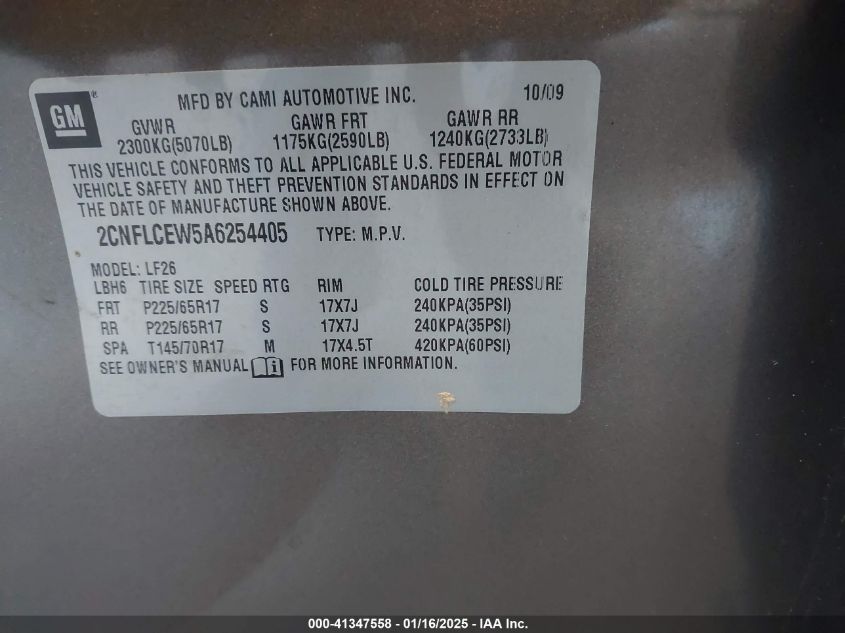 GM®
MFD BY CAMI AUTOMOTIVE INC. 10/09
GVWR GAWR FRT GAWR RR
2300KG(5070LB) 1175KG(2590LB) 1240KG(2733LB)
THIS VEHICLE CONFORMS TO ALL APPLICABLE U.S. FEDERAL MOTOR
VEHICLE SAFETY AND THEFT PREVENTION STANDARDS IN EFFECT ON
THE DATE OF MANUFACTURE SHOWN ABOVE.
2CNFLCEW5A6254405 TYPE: M.P.V.
MODEL: LF26
LBH6 TIRE SIZE SPEED RTG RIM COLD TIRE PRESSURE
FRT P225/65R17 S 17X7J 240KPA(35PSI)
RR P225/65R17 S 17X7J 240KPA(35PSI)
SPA T145/70R17 M 17X4.5T 420KPA(60PSI)
SEE OWNER'S MANUAL FOR MORE INFORMATION.
000-41347558 - 01/16/2025 - IAA Inc.